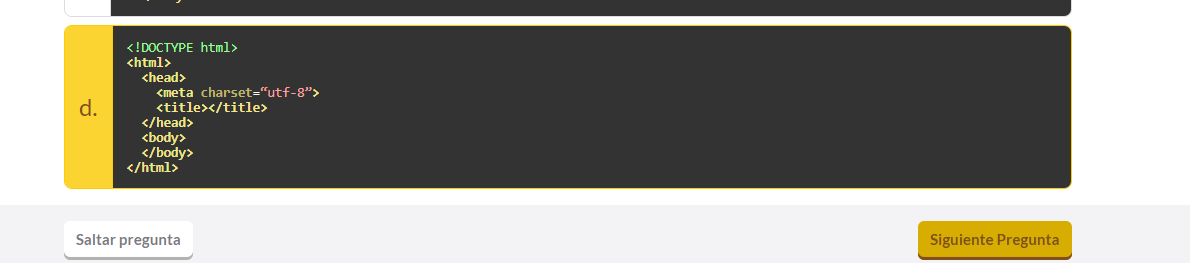 d.
<!DOCTYPE html>
<html>
<head>
<meta charset=“utf-8”>
<title></title>
</head>
<body>
</body>
</html>
Saltar pregunta
Siguiente Pregunta